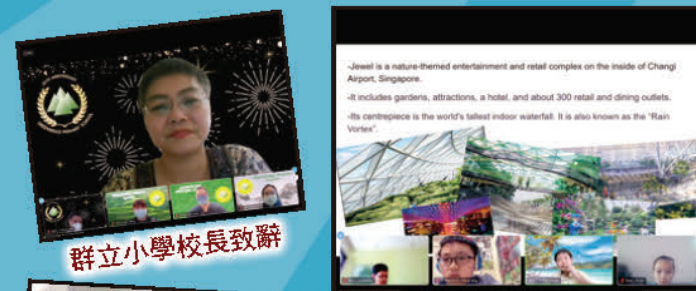 群立小學校長致辭
-Jewel is a nature-themed entertainment and retail complex on the inside of Changi
Airport, Singapore.
-It includes gardens, attractions, a hotel, and about 300 retail and dining outlets.
-Its centrepiece is the world's tallest indoor waterfall. It is also known as the "Rain
Vortex".